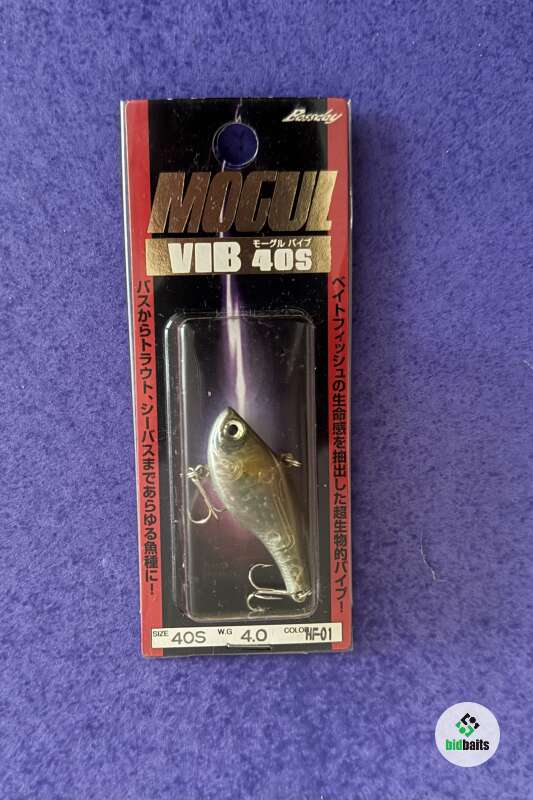 Bassday
MOGUL
モーグル バイブ
VIB 40S
ベイトフィッシュの生命感を抽出した超生物的バイブ!
バスからトラウト、シーバスまであらゆる魚種に!
SIZE 40S W.G 4.0 COLOR HF-01
bidbaits